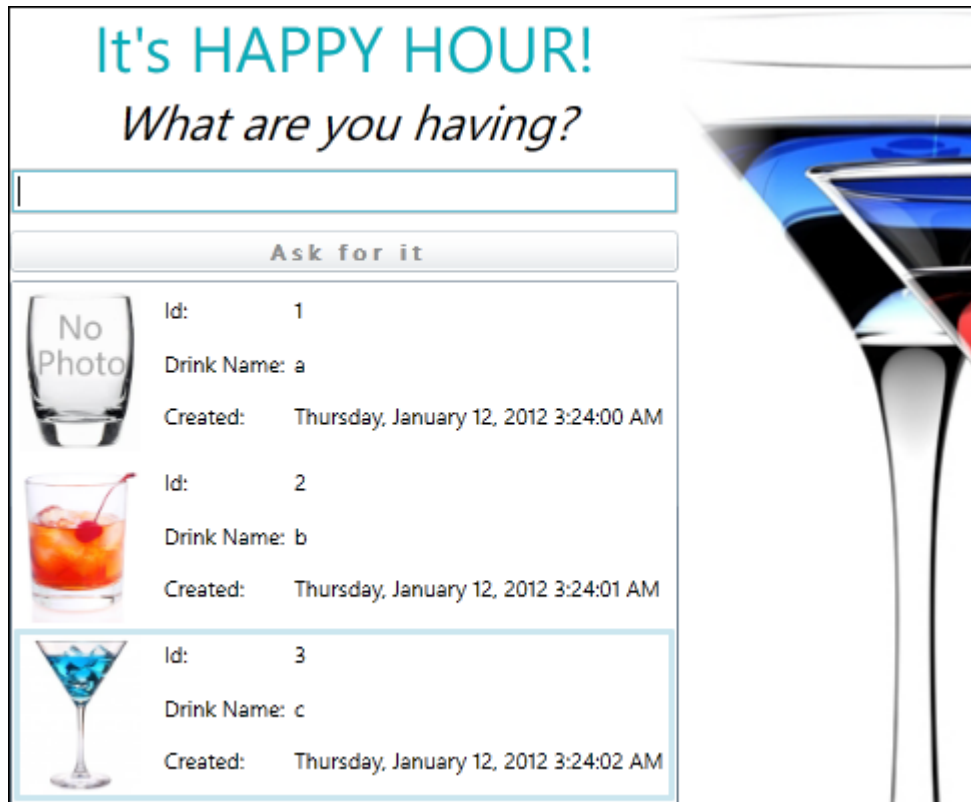 It's HAPPY HOUR!
What are you having?
Ask for it
No
Photo
Id: 1
Drink Name: a
Created: Thursday, January 12, 2012 3:24:00 AM
Id: 2
Drink Name: b
Created: Thursday, January 12, 2012 3:24:01 AM
Id: 3
Drink Name: c
Created: Thursday, January 12, 2012 3:24:02 AM